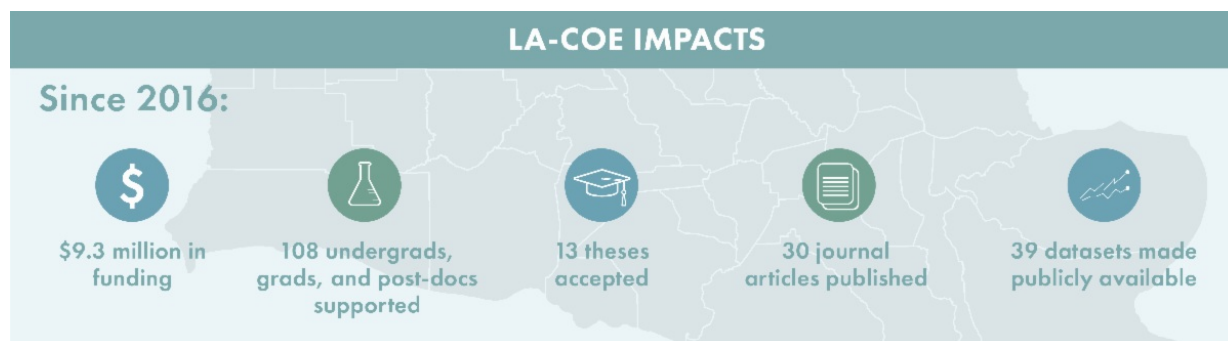 LA-COE IMPACTS
Since 2016:
$
$9.3 million in
funding
108 undergrads,
grads, and post-docs
supported
13 theses
accepted
30 journal
articles published
39 datasets made
publicly available